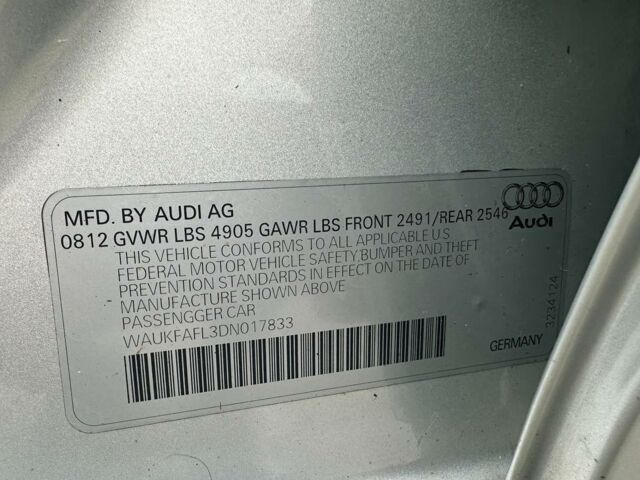 MFD. BY AUDI AG
0812 GVWR LBS 4905 GAWR LBS FRONT 2491/REAR 2546
THIS VEHICLE CONFORMS TO ALL APPLICABLE U.S.
FEDERAL MOTOR VEHICLE SAFETY,BUMPER AND THEFT
PREVENTION STANDARDS IN EFFECT ON THE DATE OF
MANUFACTURE SHOWN ABOVE
PASSENGGER CAR
WAUKFAFL3DN017833
Audi
3234124
GERMANY